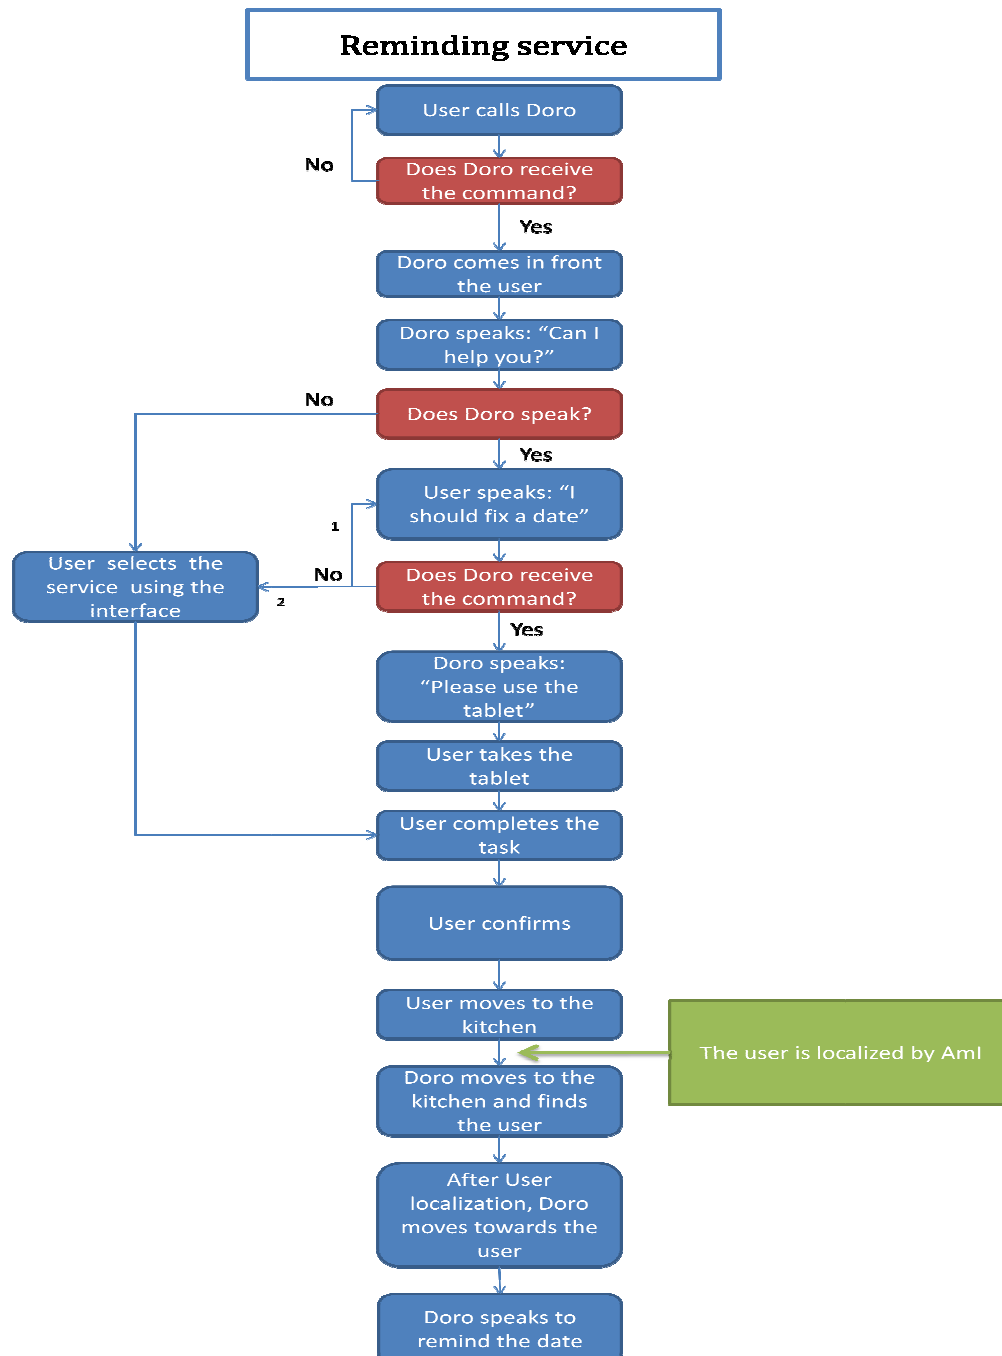 Reminding service
User calls Doro
No
Does Doro receive
the command?
Yes
Doro comes in front
the user
Doro speaks: “Can I
help you?”
No
Does Doro speak?
Yes
User speaks: “I
should fix a date”
1
User selects the
service using the
interface
No
2
Does Doro receive
the command?
Yes
Doro speaks:
“Please use the
tablet”
User takes the
tablet
User completes the
task
User confirms
User moves to the
kitchen
The user is localized by AmI
Doro moves to the
kitchen and finds
the user
After User
localization, Doro
moves towards the
user
Doro speaks to
remind the date